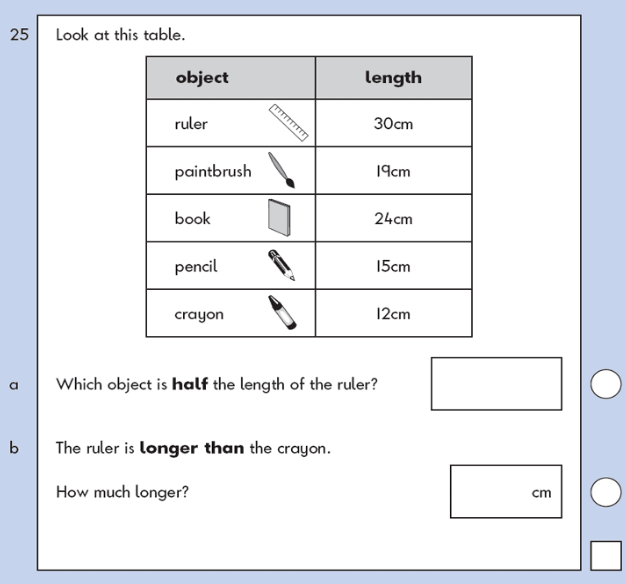 25 Look at this table.
object length
ruler 30cm
paintbrush 19cm
book 24cm
pencil 15cm
crayon 12cm
a Which object is half the length of the ruler?
b The ruler is longer than the crayon.
How much longer? cm